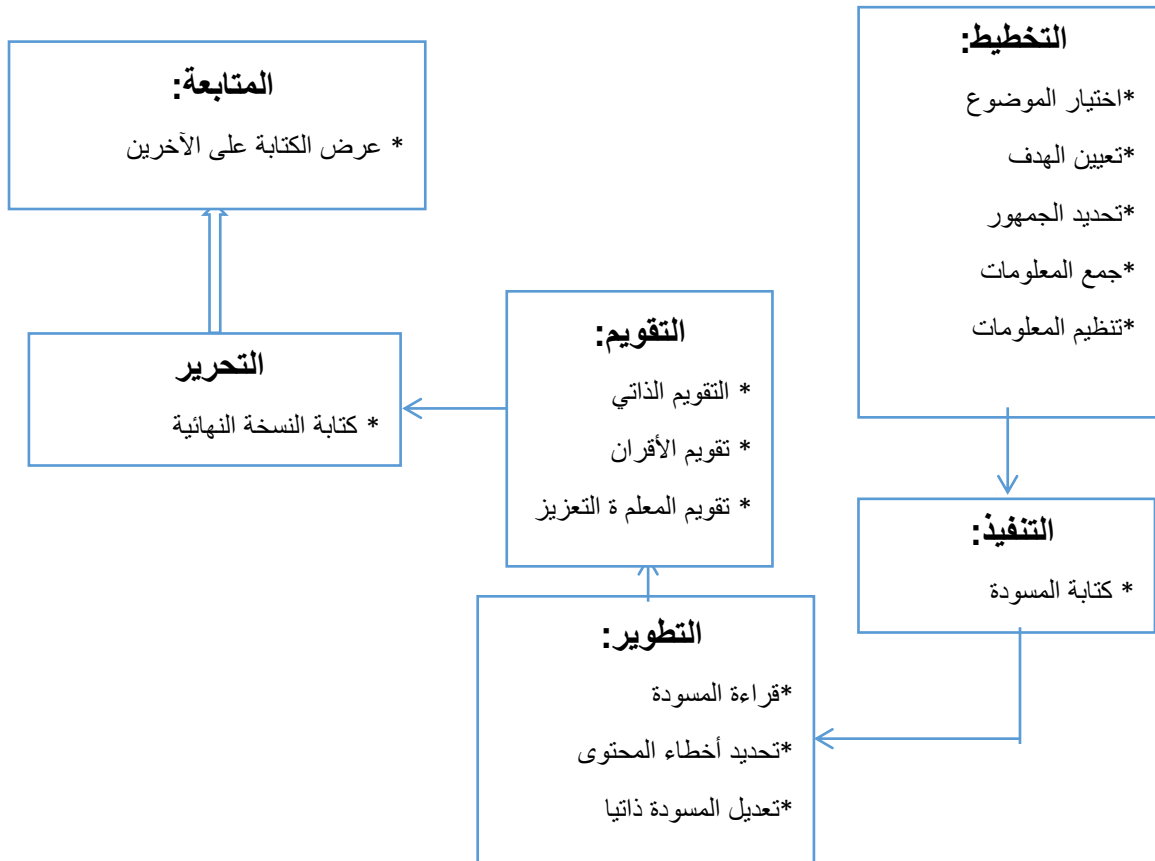 التخطيط:
*اختيار الموضوع
*تعيين الهدف
*تحديد الجمهور
*جمع المعلومات
*تنظيم المعلومات
التنفيذ:
* كتابة المسودة
التطوير:
*قراءة المسودة
*تحديد أخطاء المحتوى
*تعديل المسودة ذاتيا
التقويم:
* التقويم الذاتي
* تقويم الأقران
* تقويم المعلم ة التعزيز
التحرير
* كتابة النسخة النهائية
المتابعة:
* عرض الكتابة على الآخرين